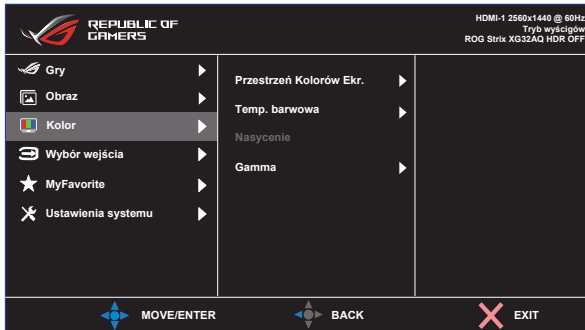 REPUBLIC OF
GAMERS
HDMI-1 2560x1440 @ 60Hz
Tryb wyścigów
ROG Strix XG32AQ HDR OFF
Gry
Obraz
Kolor
Wybór wejścia
MyFavorite
Ustawienia systemu
Przestrzeń Kolorów Ekr.
Temp. barwowa
Nasycenie
Gamma
MOVE/ENTER
BACK
EXIT